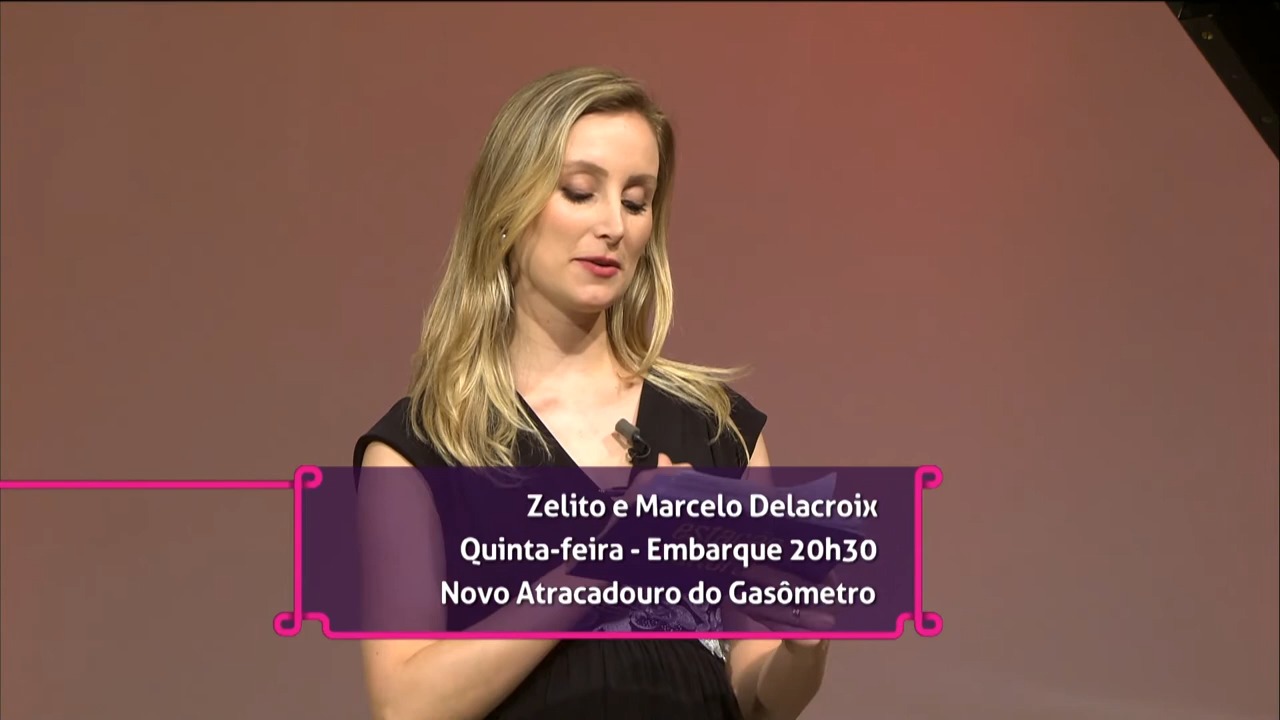 Zelito e Marcelo Delacroix
Quinta-feira - Embarque 20h30
Novo Atracadouro do Gasômetro